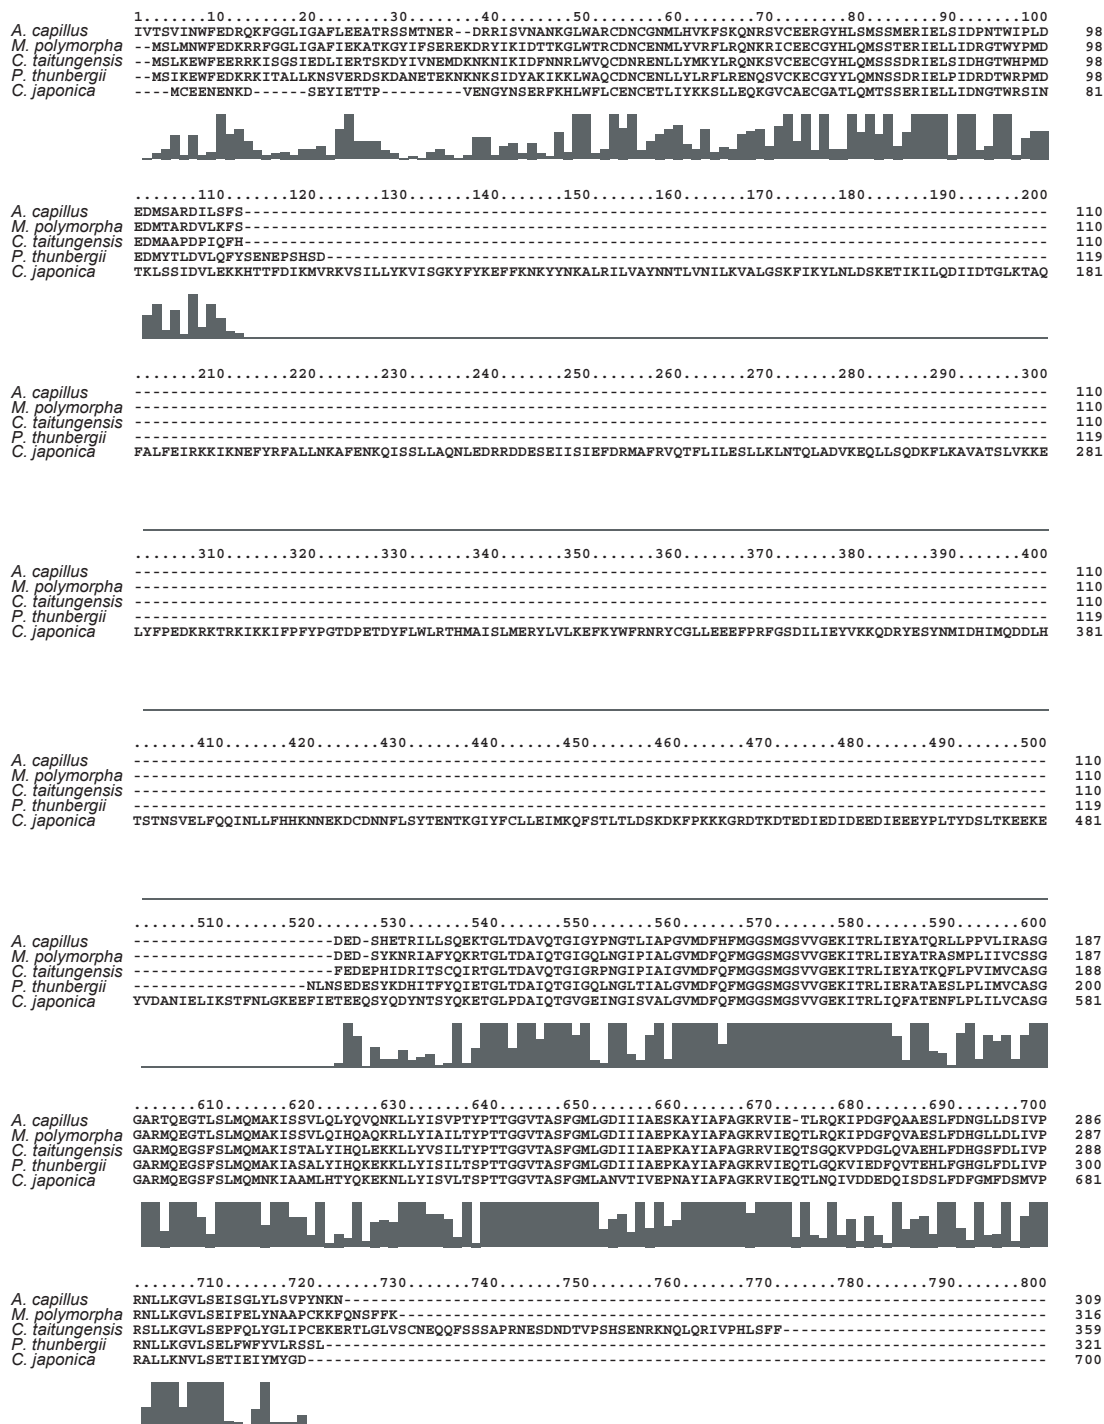 1........10........20........30........40........50........60........70........80........90.......100
A. capillus IVTSVINWFEDRQKFGGLIGAFLEEATRSSMTNER--DRRISVNANKGLWARCDNCGNMLHVKFSKQNRSVCEERGYHLSMSSMERIELSIDPNTWIPLD 98
M. polymorpha --MSLMNWFEDKRRFGGLIGAFIEKATKGYIFSEREKDRYIKIDTTKGLWTRCDNCENMLYVRFLRQNKRICEECGYHLQMSSTERIELLIDRGTWYPMD 98
C. taitungensis --MSLKEWFEERRKISGSIEDLIERTSKDYIVNEMDKNKNIKIDFNNRLWVQCDNRENLLYMKYLRQNKSVCEECGYHLQMSSSDRIELSIDHGTWHPMD 98
P. thunbergii --MSIKEWFEDKRKITALLKNSVERDSKDANETEKNKNKSIDYAKIKKLWAQCDNCENLLYLRFLRENQSVCKECGYYLQMNSSDRIELPIDRDTWRPMD 98
C. japonica ----MCEENENKD------SEYIETTP---------VENGYNSERFKHLWFLCENCETLIYKKSLLEQKGVCAECGATLQMTSSERIELLIDNGTWRSIN 81
.......110.......120.......130.......140.......150.......160.......170.......180.......190.......200
A. capillus EDMSARDILSFS---------------------------------------------------------------------------------------- 110
M. polymorpha EDMTARDVLKFS---------------------------------------------------------------------------------------- 110
C. taitungensis EDMAAPDPIQFH---------------------------------------------------------------------------------------- 110
P. thunbergii EDMYTLDVLQFYSENEPSHSD------------------------------------------------------------------------------- 119
C. japonica TKLSSIDVLEKKHTTFDIKMVRKVSILLYKVISGKYFYKEFFKNKYYNKALRILVAYNNTLVNILKVALGSKFIKYLNLDSKETIKILQDIIDTGLKTAQ 181
.......210.......220.......230.......240.......250.......260.......270.......280.......290.......300
A. capillus ---------------------------------------------------------------------------------------------------- 110
M. polymorpha ---------------------------------------------------------------------------------------------------- 110
C. taitungensis ---------------------------------------------------------------------------------------------------- 110
P. thunbergii ---------------------------------------------------------------------------------------------------- 119
C. japonica FALFEIRKKIKNEFYRFALLNKAFENKQISSLLAQNLEDRRDDESEIISIEFDRMAFRVQTFLILESLLKLNTQLADVKEQLLSQDKFLKAVATSLVKKE 281
.......310.......320.......330.......340.......350.......360.......370.......380.......390.......400
A. capillus ---------------------------------------------------------------------------------------------------- 110
M. polymorpha ---------------------------------------------------------------------------------------------------- 110
C. taitungensis ---------------------------------------------------------------------------------------------------- 110
P. thunbergii ---------------------------------------------------------------------------------------------------- 119
C. japonica LYFPEDKRKTRKIKKIFPFYPGTDPETDYFLWLRTHMAISLMERYLVLKEFKYWFRNRYCGLLEEEFPRFGSDILIEYVKKQDRYESYNMIDHIMQDDLH 381
.......410.......420.......430.......440.......450.......460.......470.......480.......490.......500
A. capillus ---------------------------------------------------------------------------------------------------- 110
M. polymorpha ---------------------------------------------------------------------------------------------------- 110
C. taitungensis ---------------------------------------------------------------------------------------------------- 110
P. thunbergii ---------------------------------------------------------------------------------------------------- 119
C. japonica TSTNSVELFQQINLLFHHKNNEKDCDNNFLSYTENTKGIYFCLLEIMKQFSTLTLDSKDKFPKKKGRDTKDTEDIEDIDEEDIEEEYPLTYDSLTKEEKE 481
.......510.......520.......530.......540.......550.......560.......570.......580.......590.......600
A. capillus ----------------------DED-SHETRILLSQEKTGLTDAVQTGIGYPNGTLIAPGVMDFHFMGGSMGSVVGEKITRLIEYATQRLLPPVLIRASG 187
M. polymorpha ----------------------DED-SYKNRIAFYQKRTGLTDAIQTGIGQLNGIPIALGVMDFQFMGGSMGSVVGEKITRLIEYATRASMPLIIVCSSG 187
C. taitungensis ----------------------FEDEPHIDRITSCQIRTGLTDAVQTGIGRPNGIPIAIGVMDFQFMGGSMGSVVGEKITRLIEYATKQFLPVIMVCASG 188
P. thunbergii -------------------NLNSEDESYKDHITFYQIETGLTDAIQTGIGQLNGLTIALGVMDFQFMGGSMGSVVGEKITRLIERATAESLPLIMVCASG 200
C. japonica YVDANIELIKSTFNLGKEEFIETEEQSYQDYNTSYQKETGLPDAIQTGVGEINGISVALGVMDFQFMGGSMGSVVGEKITRLIQFATENFLPLILVCASG 581
.......610.......620.......630.......640.......650.......660.......670.......680.......690.......700
A. capillus GARTQEGTLSLMQMAKISSVLQLYQVQNKLLYISVPTYPTTGGVTASFGMLGDIIIAESKAYIAFAGKRVIE-TLRQKIPDGFQAAESLFDNGLLDSIVP 286
M. polymorpha GARMQEGTLSLMQMAKISSVLQIHQAQKRLLYIAILTYPTTGGVTASFGMLGDIIIAEPKAYIAFAGKRVIEQTLRQKIPDGFQVAESLFDHGLLDLIVP 287
C. taitungensis GARMQEGSFSLMQMAKISTALYIHQLEKKLLYVSILTYPTTGGVTASFGMLGDIIIAEPKAYIAFAGRRVIEQTSGQKVPDGLQVAEHLFDHGSFDLIVP 288
P. thunbergii GARMQEGSFSLMQMAKIASALYIHQKEKKLLYISILTSPTTGGVTASFGMLGDIIIAEPKAYIAFAGKRVIEQTLGQKVIEDFQVTEHLFGHGLFDLIVP 300
C. japonica GARMQEGSFSLMQMNKIAAMLHTYQKEKNLLYISVLTSPTTGGVTASFGMLANVTIVEPNAYIAFAGKRVIEQTLNQIVDDEDQISDSLFDFGMFDSMVP 681
.......710.......720.......730.......740.......750.......760.......770.......780.......790.......800
A. capillus RNLLKGVLSEISGLYLSVPYNKN----------------------------------------------------------------------------- 309
M. polymorpha RNLLKGVLSEIFELYNAAPCKKFQNSFFK----------------------------------------------------------------------- 316
C. taitungensis RSLLKGVLSEPFQLYGLIPCEKERTLGLVSCNEQQFSSSAPRNESDNDTVPSHSENRKNQLQRIVPHLSFF----------------------------- 359
P. thunbergii RNLLKGVLSELFWFYVLRSSL------------------------------------------------------------------------------- 321
C. japonica RALLKNVLSETIEIYMYGD--------------------------------------------------------------------------------- 700